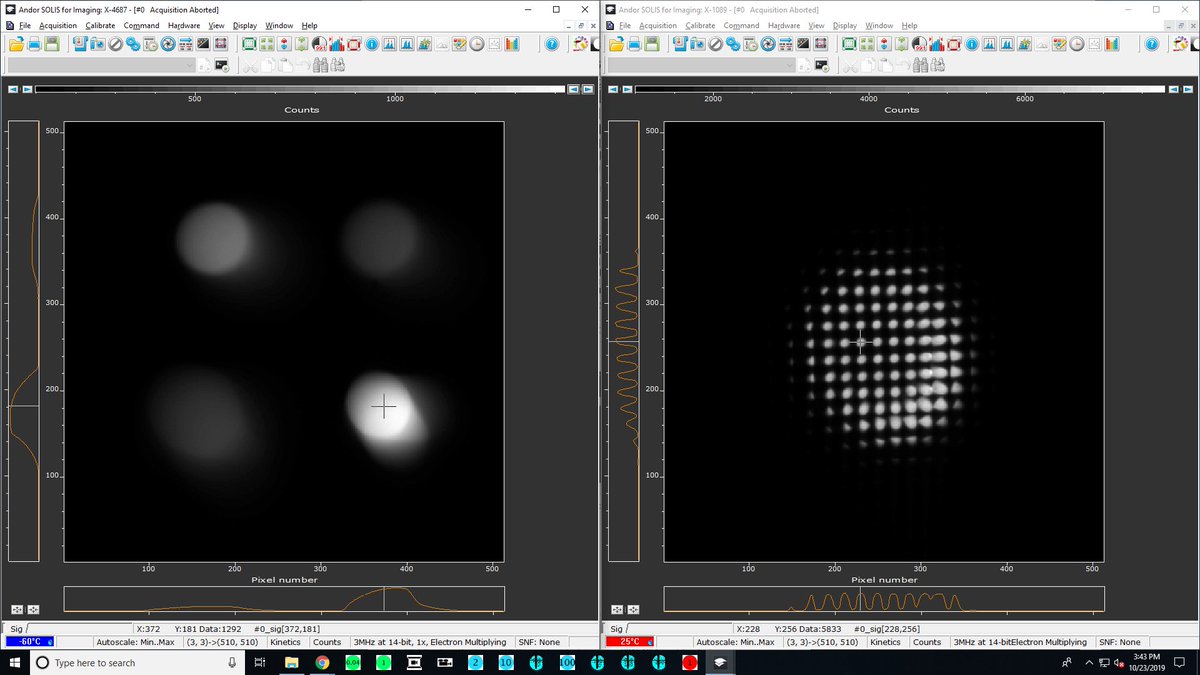 Andor SOLIS for Imaging: X-4687 - [#0 Acquisition Aborted]
File Acquisition Calibrate Command Hardware View Display Window Help
500 1000
Counts
500
400
300
200
100
100 200 300 400 500
Pixel number
Sig X:372 Y:181 Data:1292 #0_sig[372,181]
-60°C Autoscale: Min..Max (3, 3)->(510, 510) Kinetics Counts 3MHz at 14-bit, 1x, Electron Multiplying SNF: None
Andor SOLIS for Imaging: X-1089 - [#0 Acquisition Aborted]
File Acquisition Calibrate Command Hardware View Display Window Help
2000 4000 6000
Counts
500
400
300
200
100
100 200 300 400 500
Pixel number
Sig X:228 Y:256 Data:5833 #0_sig[228,256]
25°C Autoscale: Min..Max (3, 3)->(510, 510) Kinetics Counts 3MHz at 14-bitElectron Multiplying SNF: None
Type here to search 0.04 1 2 10 100 3:43 PM
10/23/2019